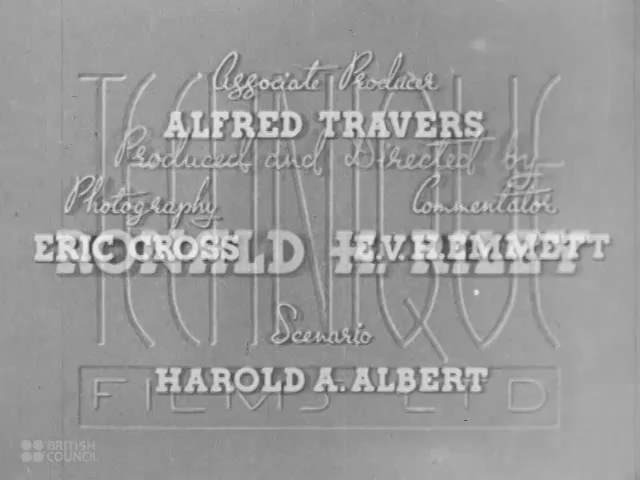 Associate Producer
ALFRED TRAVERS
Produced and Directed by
Photography
Commentator
ERIC CROSS
E.V.H. EMMETT
RONALD H. RILEY
Scenario
HAROLD A. ALBERT
TECHNIQUE
FILMS LTD
BRITISH
COUNCIL